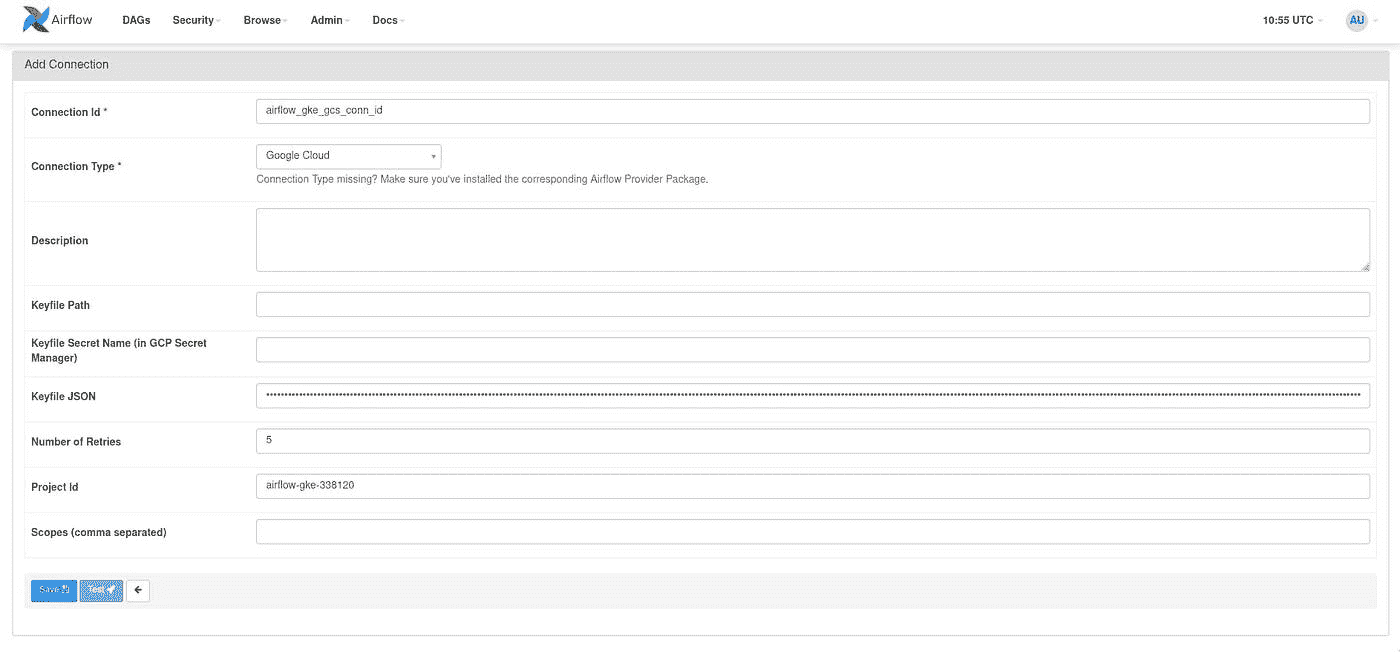 Airflow DAGs Security Browse Admin Docs 10:55 UTC AU
Add Connection
Connection Id * airflow_gke_gcs_conn_id
Connection Type * Google Cloud
Connection Type missing? Make sure you've installed the corresponding Airflow Provider Package.
Description
Keyfile Path
Keyfile Secret Name (in GCP Secret
Manager)
Keyfile JSON
Number of Retries 5
Project Id airflow-gke-338120
Scopes (comma separated)
Save Test